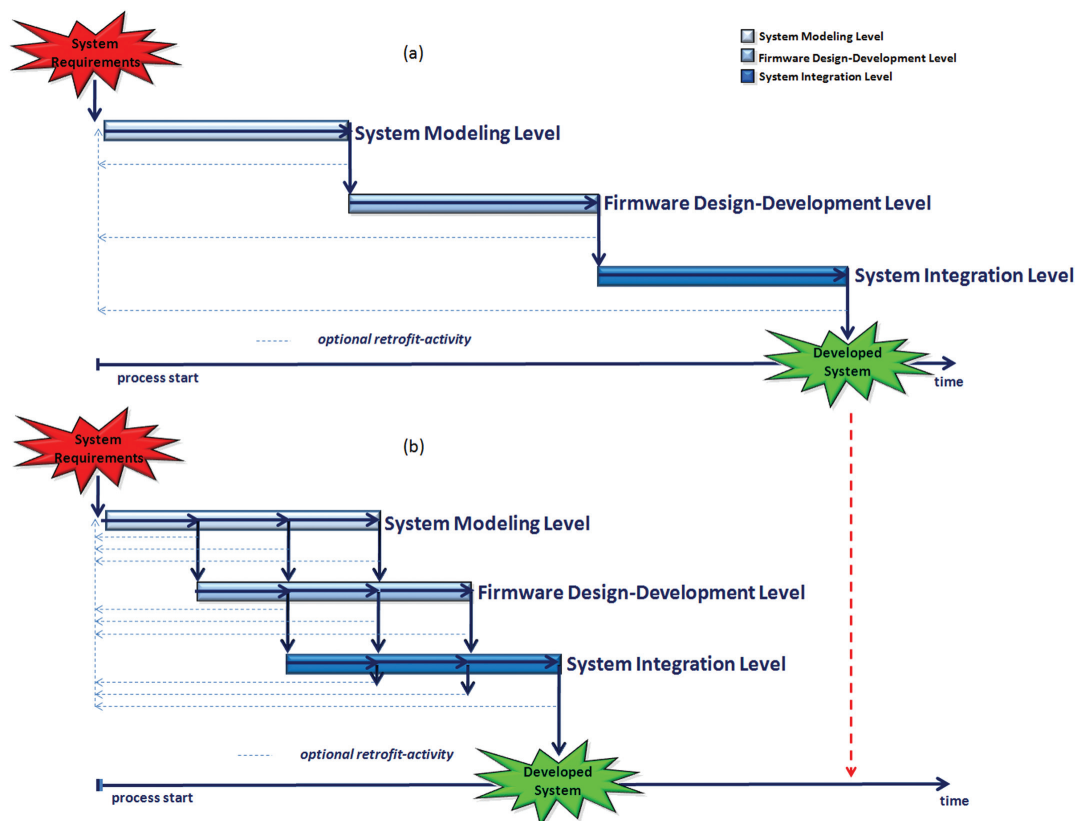 System
Requirements
(a)
System Modeling Level
Firmware Design-Development Level
System Integration Level
System Modeling Level
Firmware Design-Development Level
System Integration Level
optional retrofit-activity
Developed
System
process start
time
System
Requirements
(b)
System Modeling Level
Firmware Design-Development Level
System Integration Level
optional retrofit-activity
Developed
System
process start
time